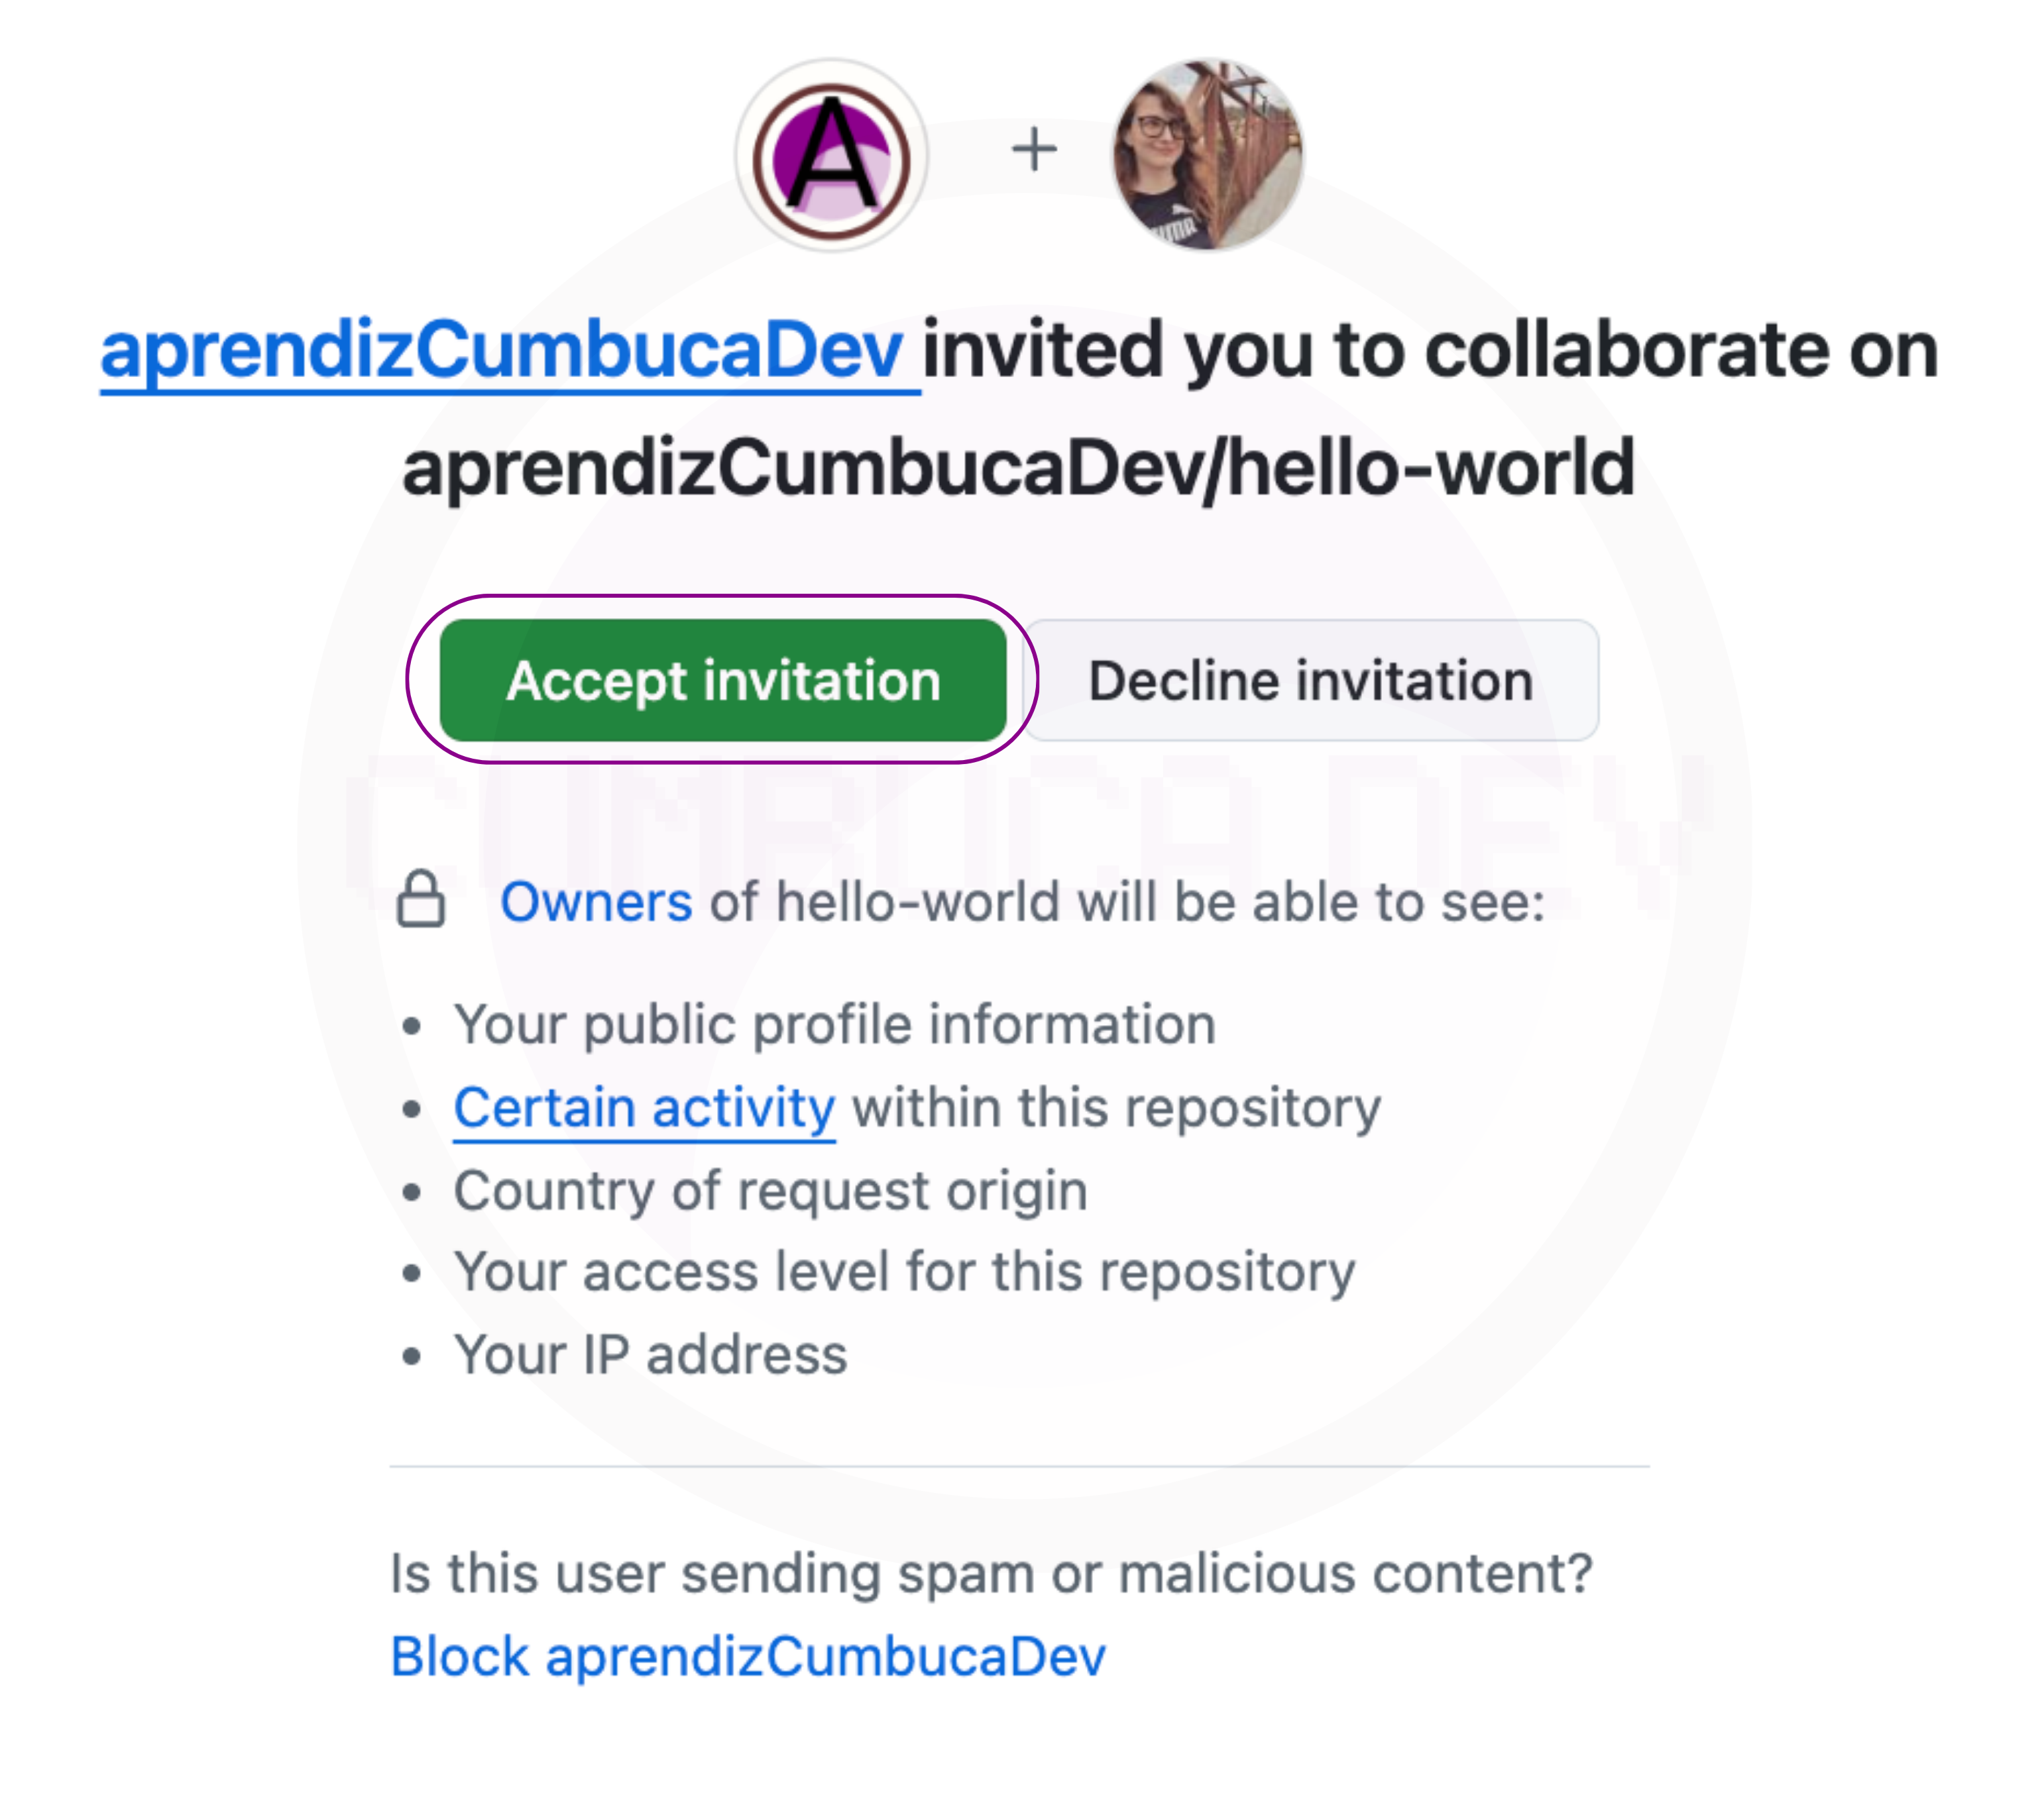 A
PUMA
aprendizCumbucaDev invited you to collaborate on
aprendizCumbucaDev/hello-world
Accept invitation
Decline invitation
CUMBUCA DEV
Owners of hello-world will be able to see:
Your public profile information
Certain activity within this repository
Country of request origin
Your access level for this repository
Your IP address
Is this user sending spam or malicious content?
Block aprendizCumbucaDev